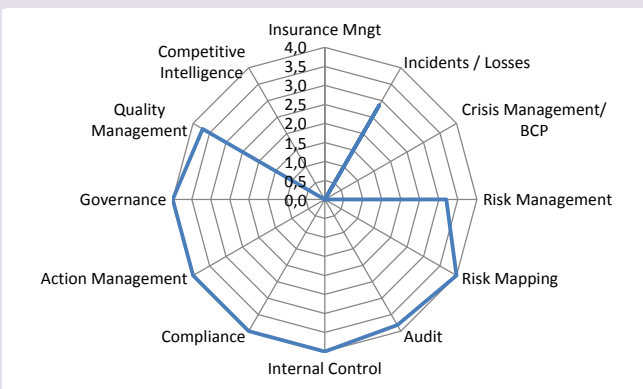 Insurance Mngt
Incidents / Losses
Crisis Management/
BCP
Risk Management
Risk Mapping
Audit
Internal Control
Compliance
Action Management
Governance
Quality
Management
Competitive
Intelligence
4,0
3,5
3,0
2,5
2,0
1,5
1,0
0,5
0,0